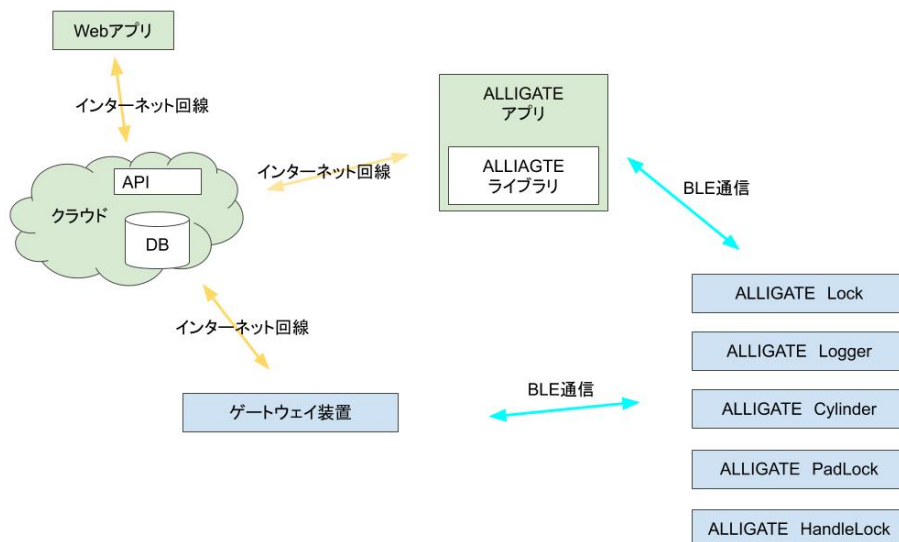 Webアプリ
インターネット回線
ALLIGATE
アプリ
ALLIAGTE
ライブラリ
インターネット回線
API
クラウド
DB
BLE通信
インターネット回線
ゲートウェイ装置
BLE通信
ALLIGATE Lock
ALLIGATE Logger
ALLIGATE Cylinder
ALLIGATE PadLock
ALLIGATE HandleLock